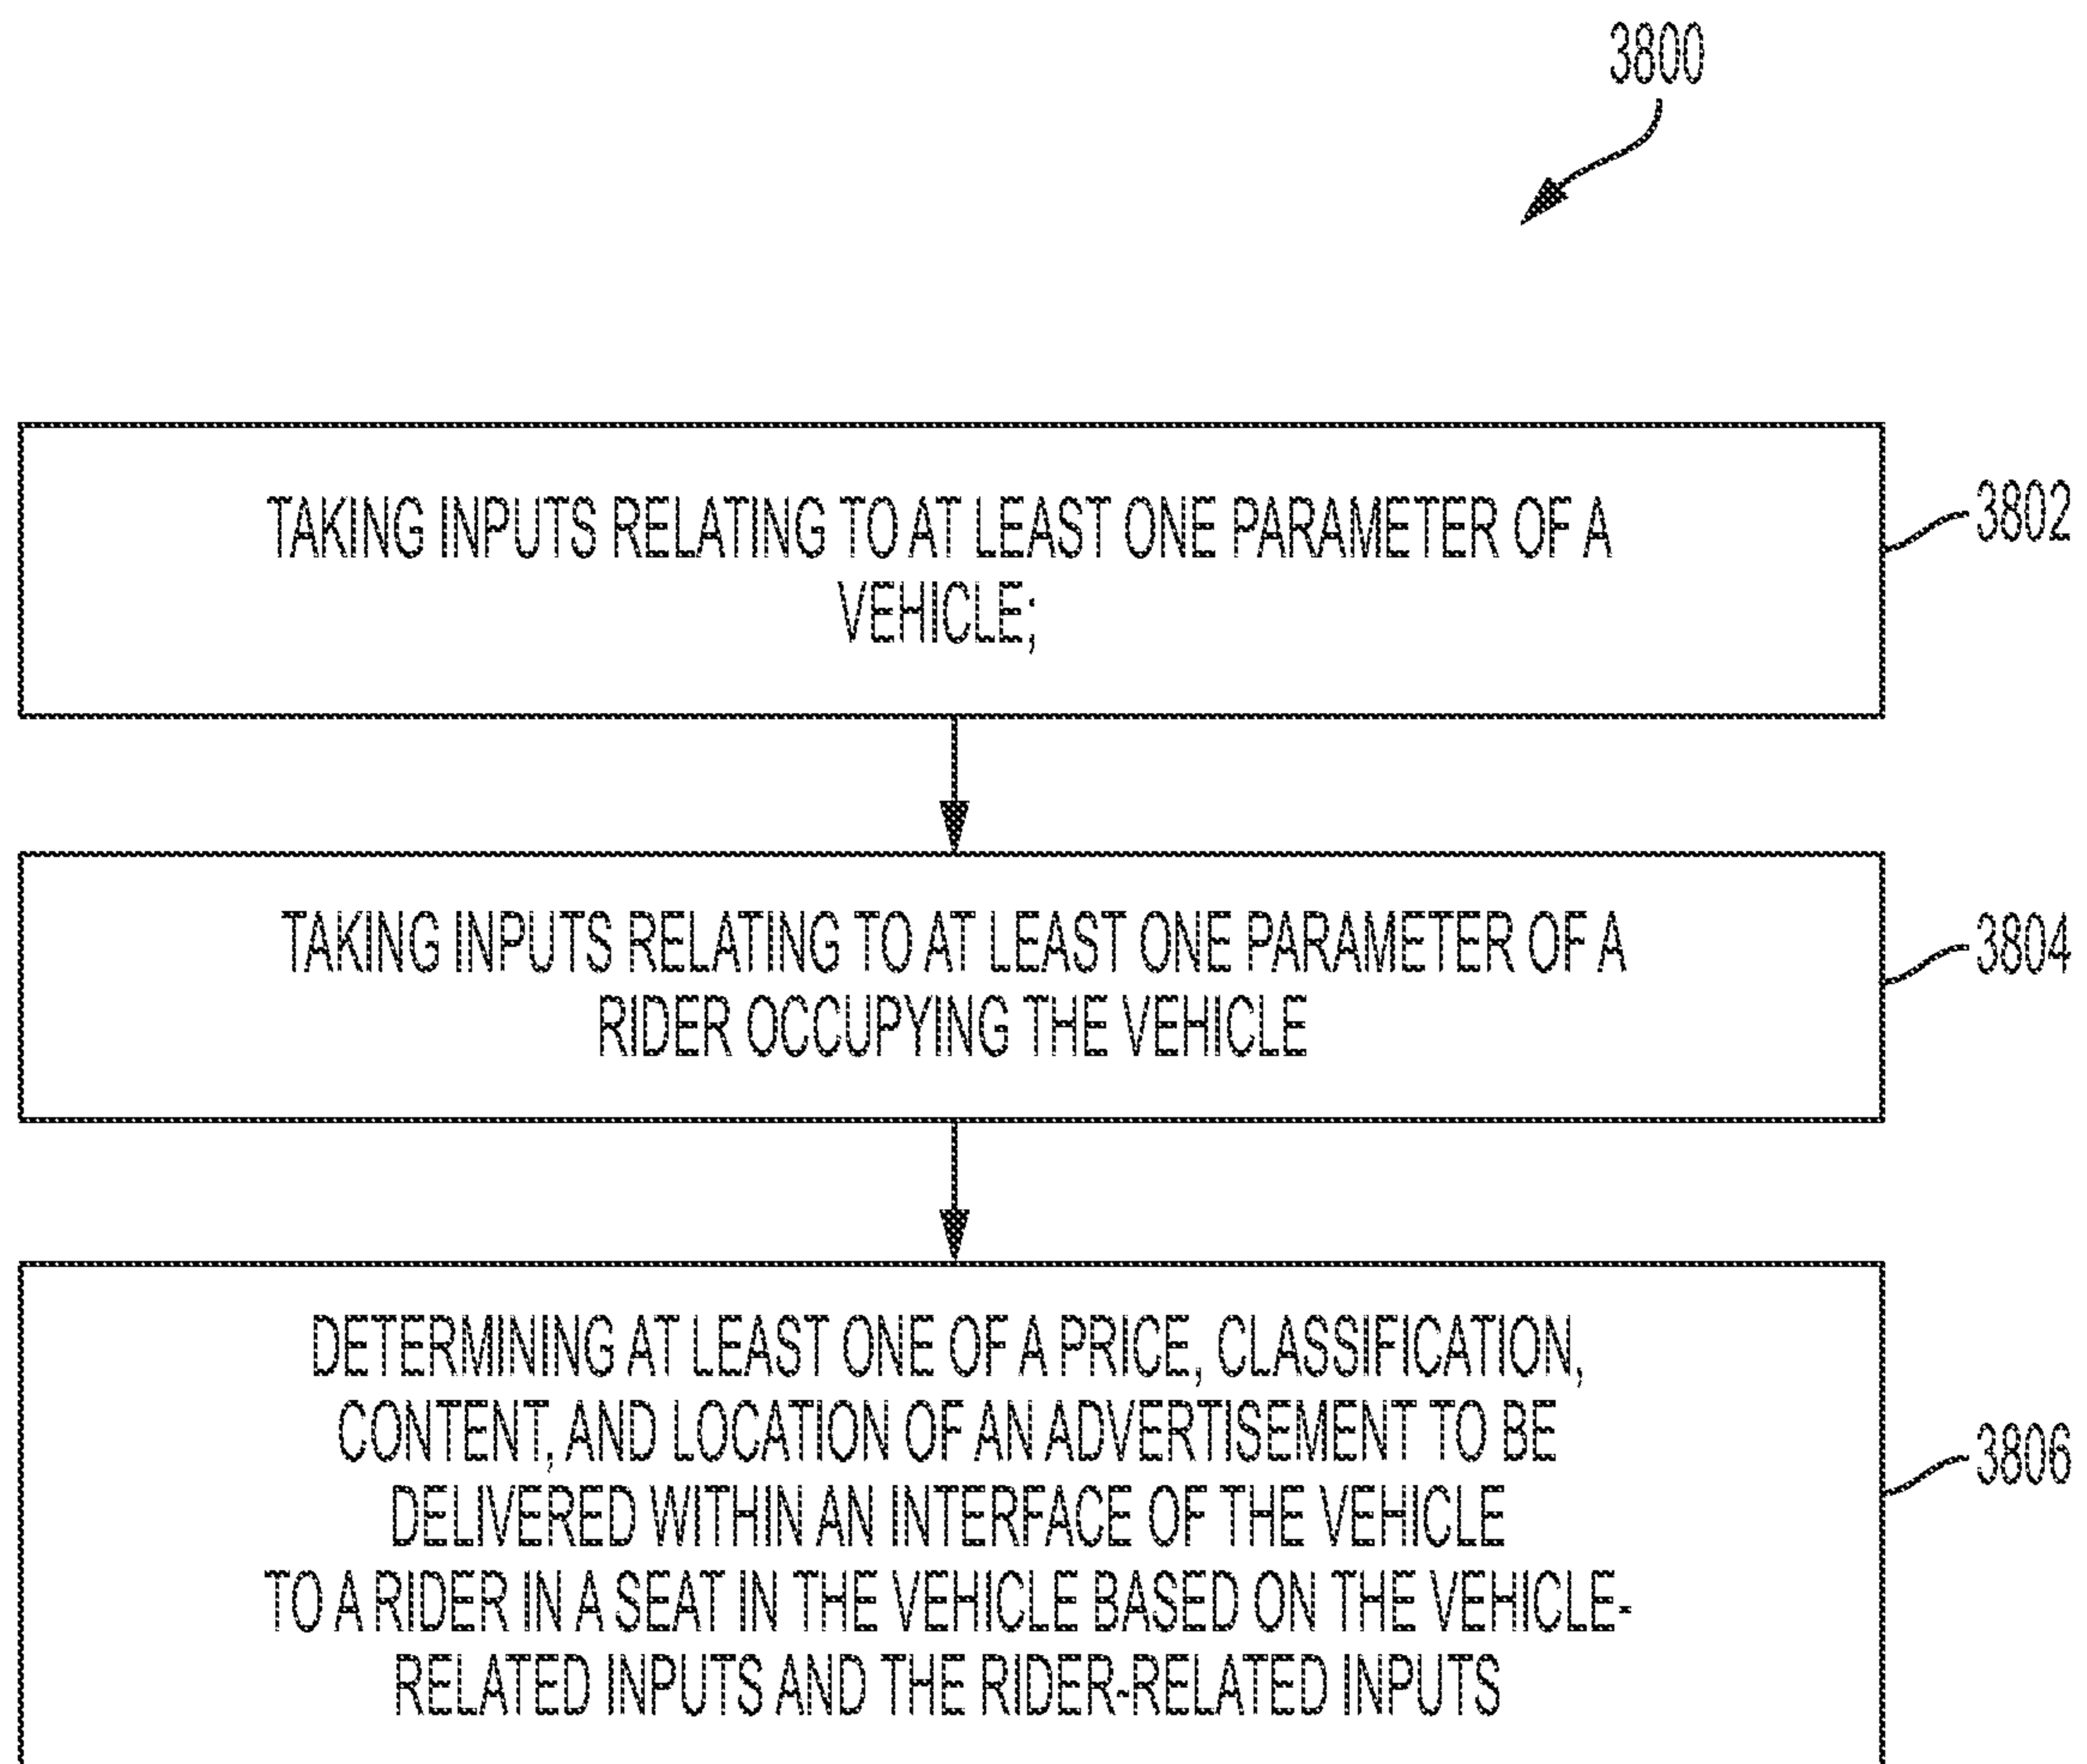 3800
TAKING INPUTS RELATING TO AT LEAST ONE PARAMETER OF A
VEHICLE;
3802
TAKING INPUTS RELATING TO AT LEAST ONE PARAMETER OF A
RIDER OCCUPYING THE VEHICLE
3804
DETERMINING AT LEAST ONE OF A PRICE, CLASSIFICATION,
CONTENT, AND LOCATION OF AN ADVERTISEMENT TO BE
DELIVERED WITHIN AN INTERFACE OF THE VEHICLE
TO A RIDER IN A SEAT IN THE VEHICLE BASED ON THE VEHICLE-
RELATED INPUTS AND THE RIDER-RELATED INPUTS
3806